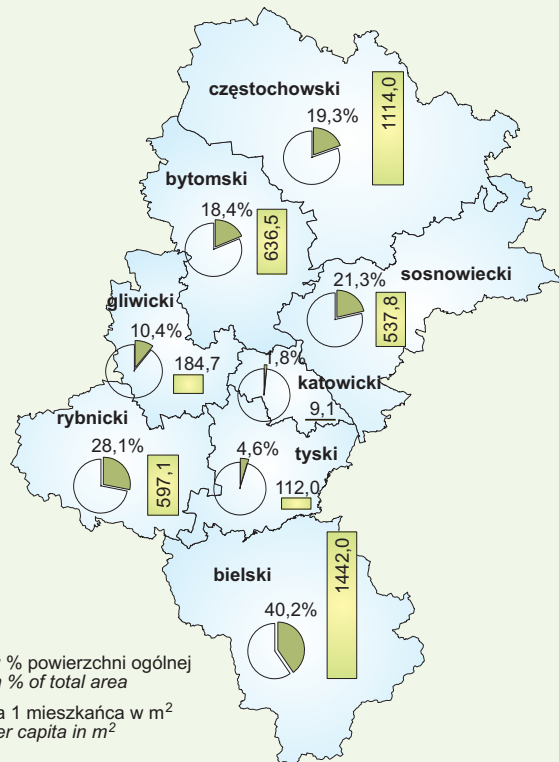 częstochowski
19,3%
1114,0
bytomski
18,4%
636,5
sosnowiecki
21,3%
537,8
gliwicki
10,4%
184,7
1,8%
katowicki
9,1
rybnicki
28,1%
597,1
4,6%
tyski
112,0
bielski
1442,0
40,2%
% powierzchni ogólnej
% of total area
1 mieszkańca w m²
capita in m²